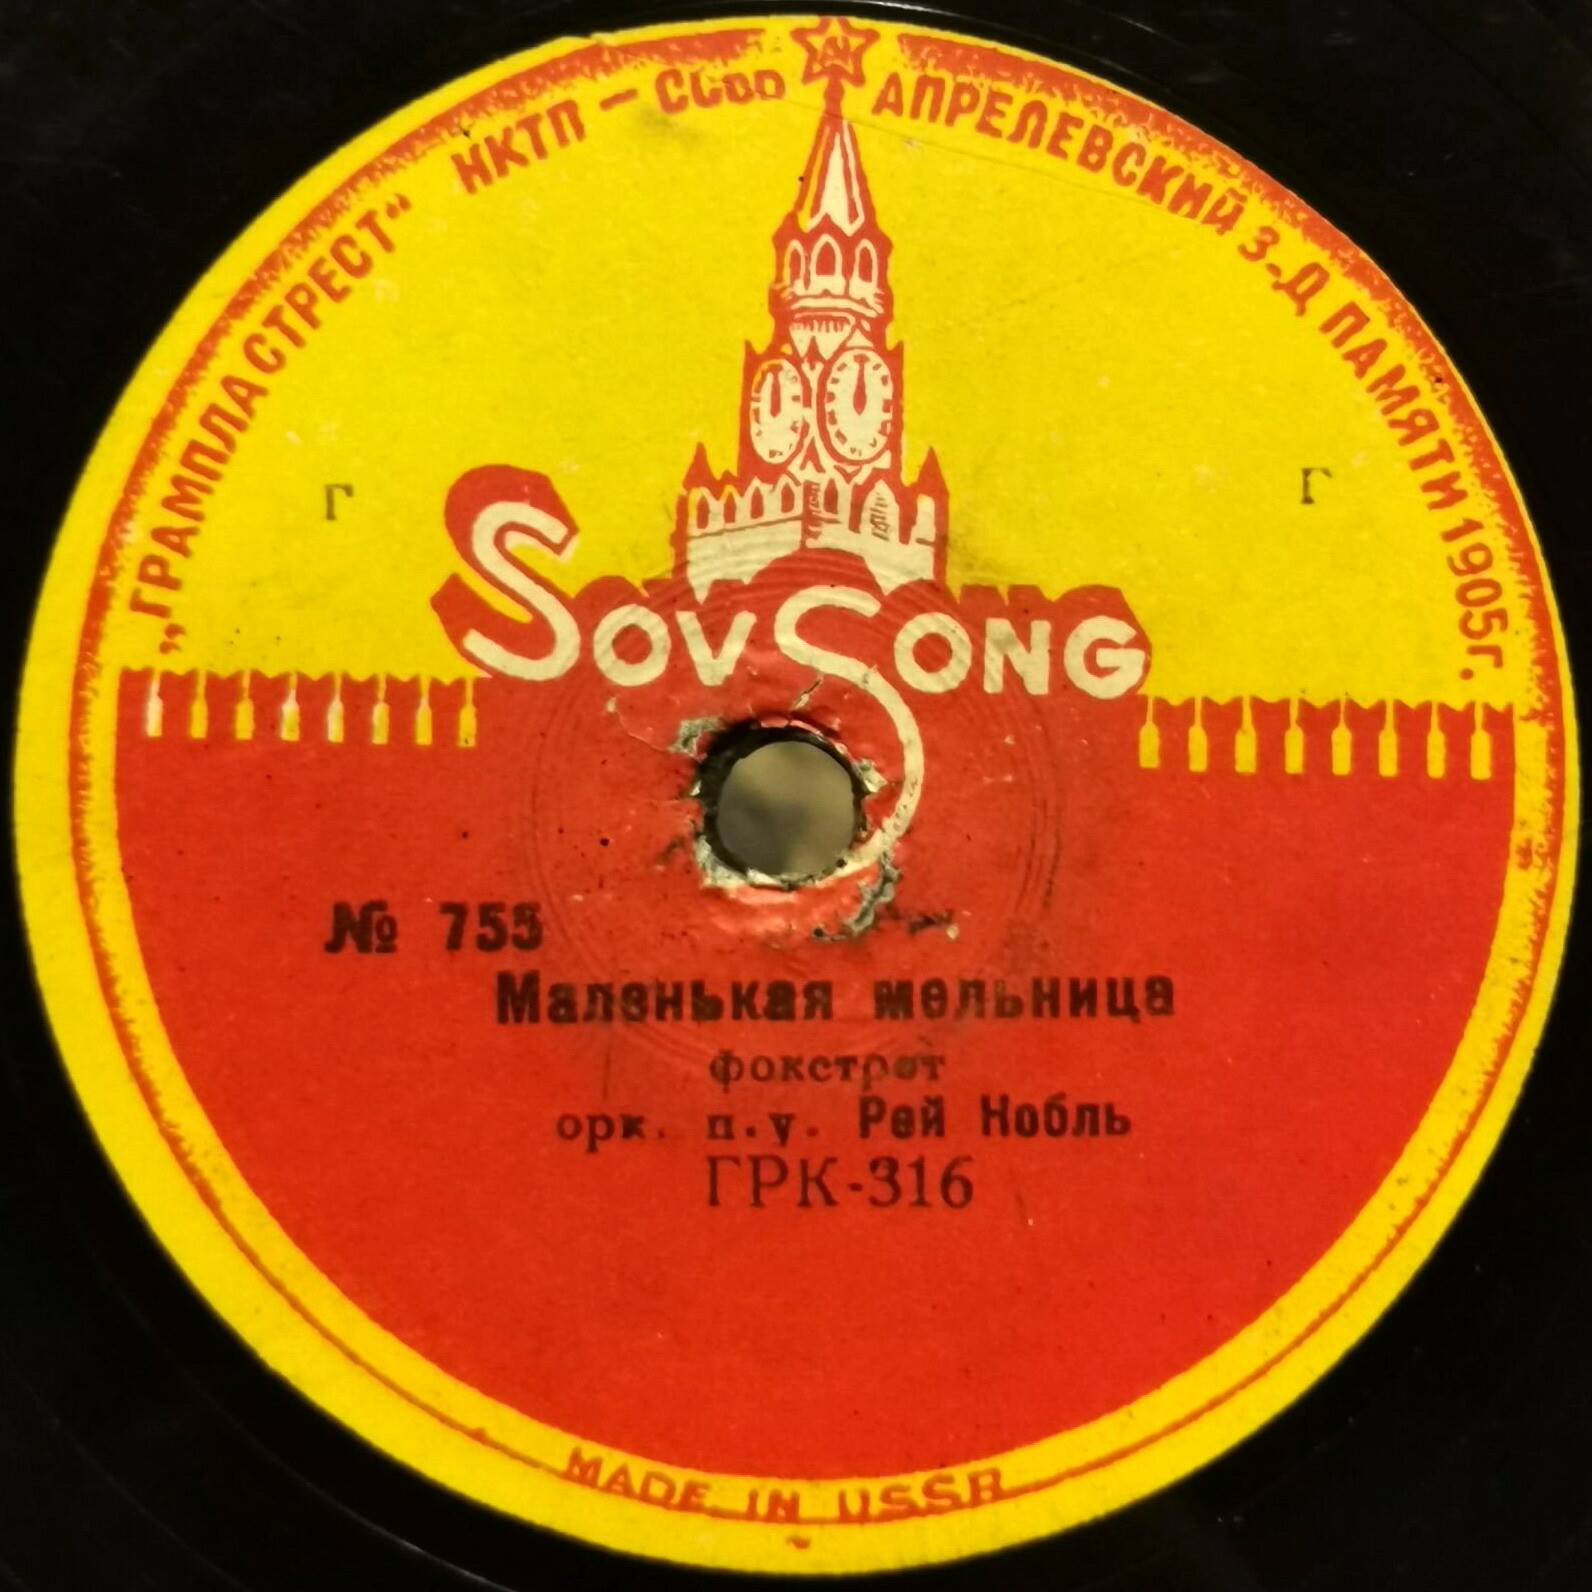 „ГРАМПЛАСТРЕСТ“ НКТП – СССР АПРЕЛЕВСКИЙ З-Д ПАМЯТИ 1905 г.
Г Г
SovSong
№ 755
Маленькая мельница
фокстрот
орк. п.у. Рей Нобль
ГРК-316
MADE IN USSR